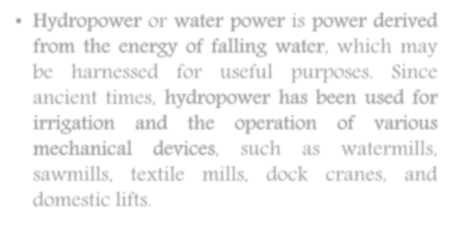 • Hydropower or water power is power derived
from the energy of falling water, which may
be harnessed for useful purposes. Since
ancient times, hydropower has been used for
irrigation and the operation of various
mechanical devices, such as watermills,
sawmills, textile mills, dock cranes, and
domestic lifts.